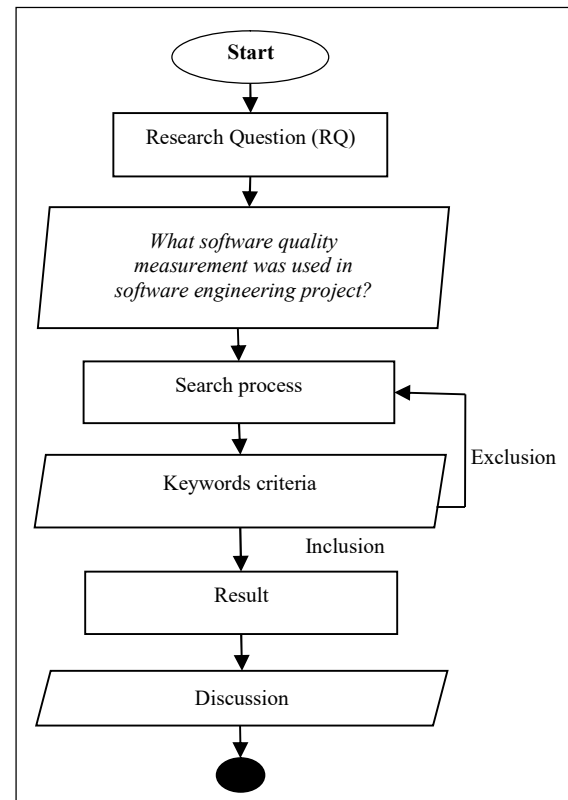 Start
Research Question (RQ)
What software quality
measurement was used in
software engineering project?
Search process
Exclusion
Keywords criteria
Inclusion
Result
Discussion